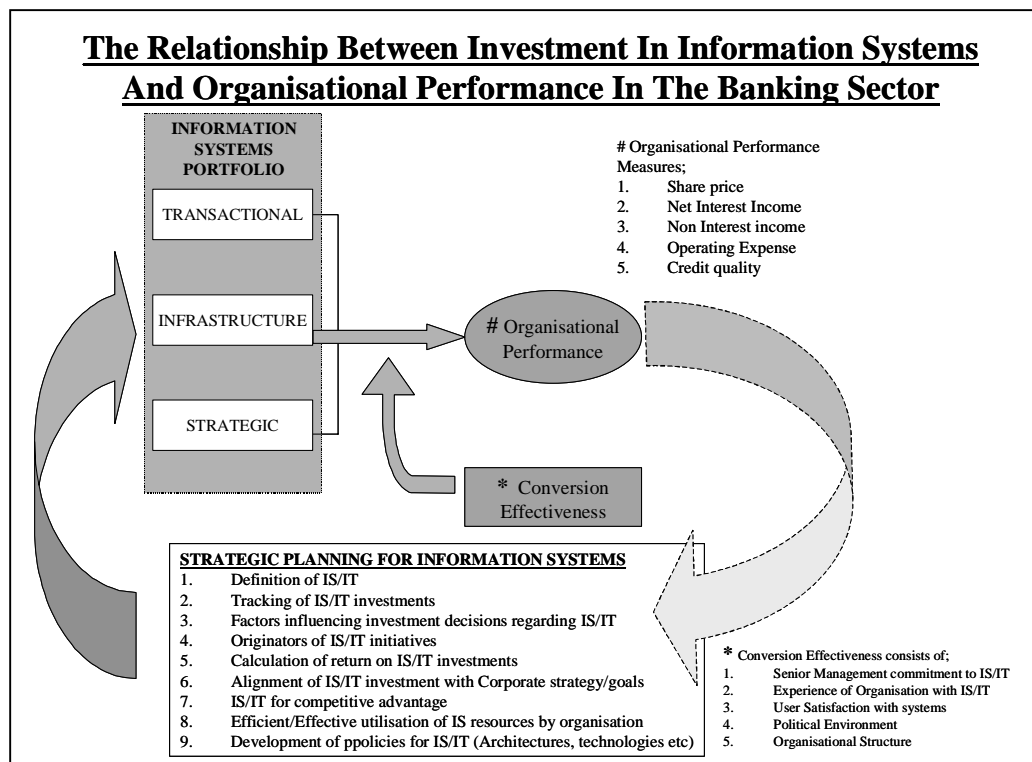 The Relationship Between Investment In Information Systems
And Organisational Performance In The Banking Sector
INFORMATION
SYSTEMS
PORTFOLIO
TRANSACTIONAL
INFRASTRUCTURE
STRATEGIC
# Organisational Performance
Measures;
1. Share price
2. Net Interest Income
3. Non Interest income
4. Operating Expense
5. Credit quality
# Organisational
Performance
* Conversion
Effectiveness
STRATEGIC PLANNING FOR INFORMATION SYSTEMS
1. Definition of IS/IT
2. Tracking of IS/IT investments
3. Factors influencing investment decisions regarding IS/IT
4. Originators of IS/IT initiatives
5. Calculation of return on IS/IT investments
6. Alignment of IS/IT investment with Corporate strategy/goals
7. IS/IT for competitive advantage
8. Efficient/Effective utilisation of IS resources by organisation
9. Development of ppolicies for IS/IT (Architectures, technologies etc)
* Conversion Effectiveness consists of;
1. Senior Management commitment to IS/IT
2. Experience of Organisation with IS/IT
3. User Satisfaction with systems
4. Political Environment
5. Organisational Structure